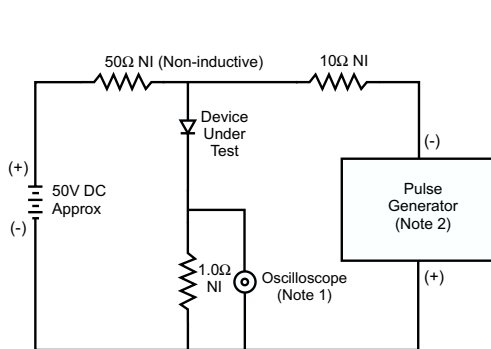 50Ω NI (Non-inductive)
10Ω NI
Device
Under
Test
(-)
(+)
50V DC
Approx
(-)
Pulse
Generator
(Note 2)
1.0Ω
NI
Oscilloscope
(Note 1)
(+)